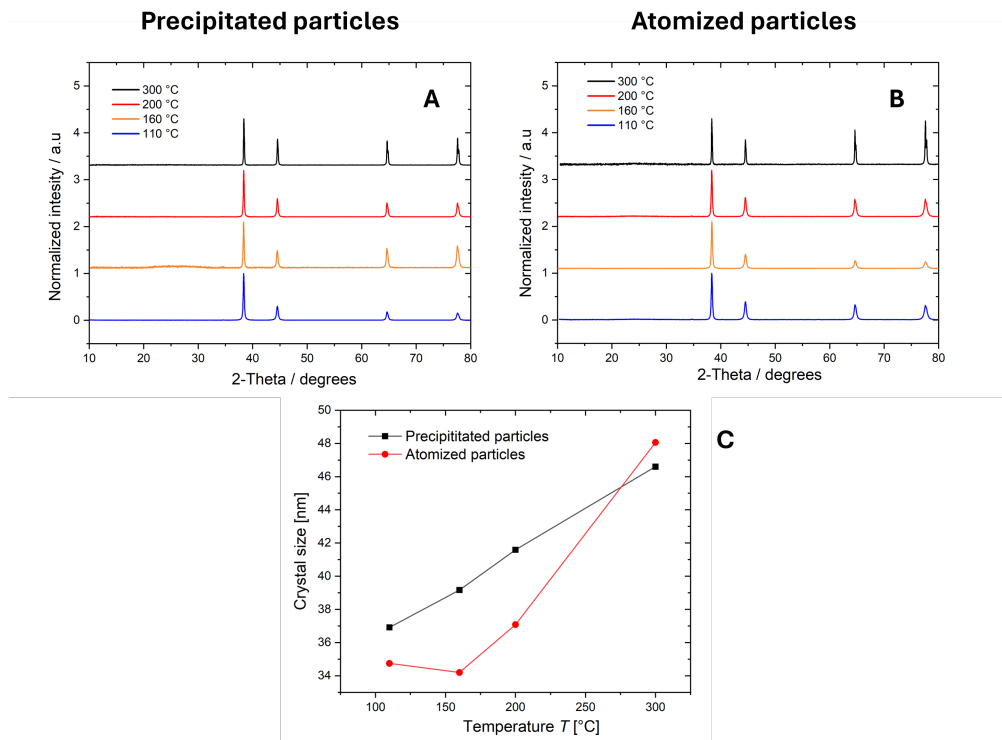 Precipitated particles
Atomized particles
A
300 °C
200 °C
160 °C
110 °C
Normalized intesity / a.u
5
4
3
2
1
0
10 20 30 40 50 60 70 80
2-Theta / degrees
B
300 °C
200 °C
160 °C
110 °C
Normalized intesity / a.u
5
4
3
2
1
0
10 20 30 40 50 60 70 80
2-Theta / degrees
C
Precipititated particles
Atomized particles
Crystal size [nm]
50
48
46
44
42
40
38
36
34
100 150 200 250 300
Temperature T [°C]